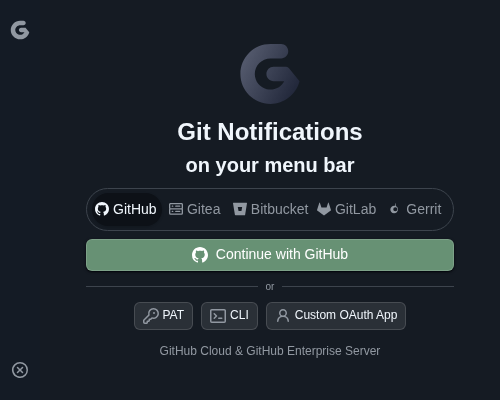 Git Notifications
on your menu bar
GitHub Gitea Bitbucket GitLab Gerrit
Continue with GitHub
or
PAT CLI Custom OAuth App
GitHub Cloud & GitHub Enterprise Server